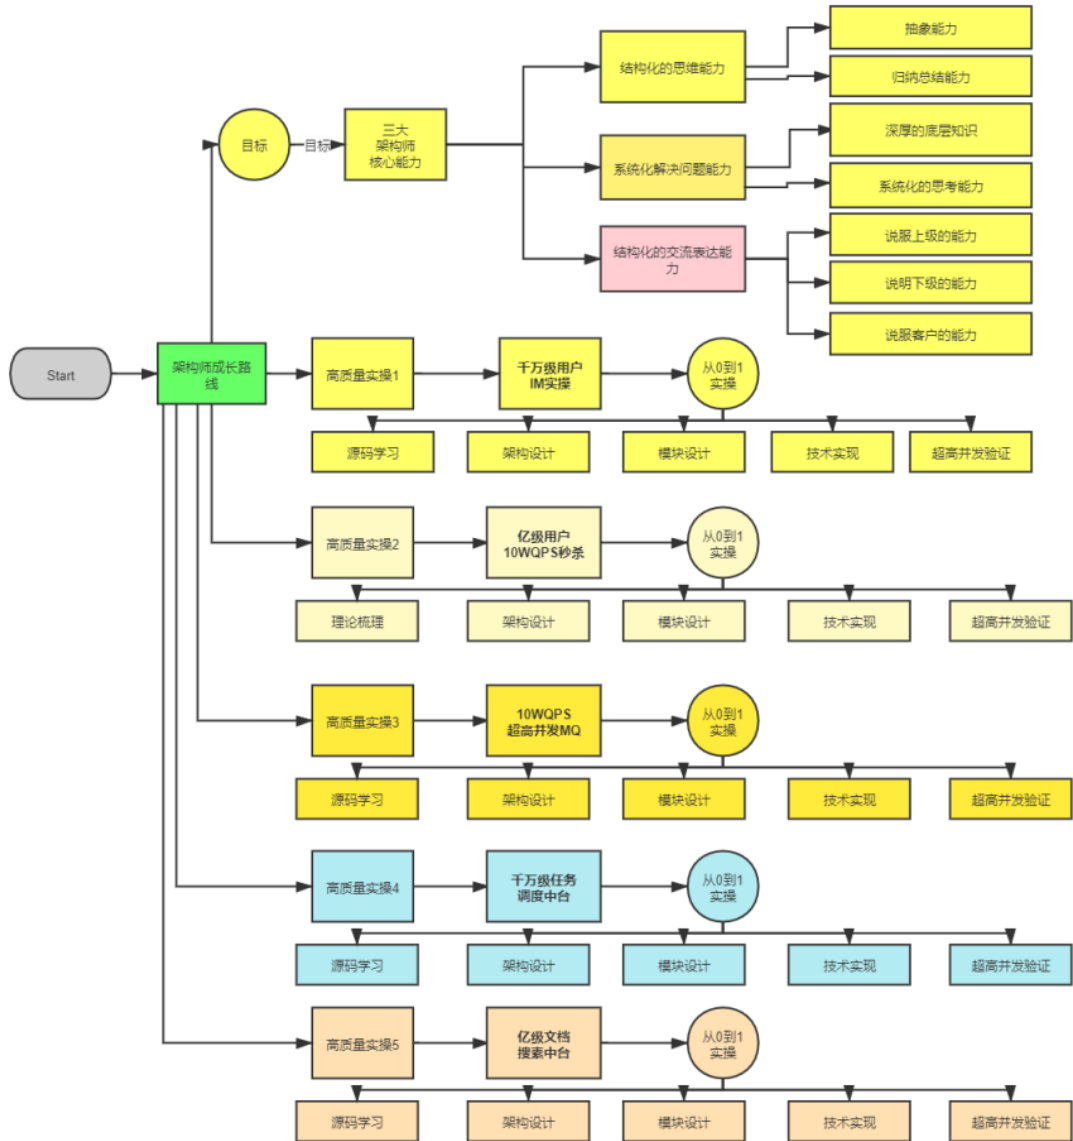 抽象能力
结构化的思维能力
归纳总结能力
目标
目标
三大
架构师
核心能力
深厚的底层知识
系统化解决问题能力
系统化的思考能力
结构化的交流表达能
力
说服上级的能力
说明下级的能力
说服客户的能力
Start
架构师成长路
线
高质量实操1
千万级用户
IM实操
从0到1
实操
源码学习
架构设计
模块设计
技术实现
超高并发验证
高质量实操2
亿级用户
10WQPS秒杀
从0到1
实操
理论梳理
架构设计
模块设计
技术实现
超高并发验证
高质量实操3
10WQPS
超高并发MQ
从0到1
实操
源码学习
架构设计
模块设计
技术实现
超高并发验证
高质量实操4
千万级任务
调度中台
从0到1
实操
源码学习
架构设计
模块设计
技术实现
超高并发验证
高质量实操5
亿级文档
搜素中台
从0到1
实操
源码学习
架构设计
模块设计
技术实现
超高并发验证